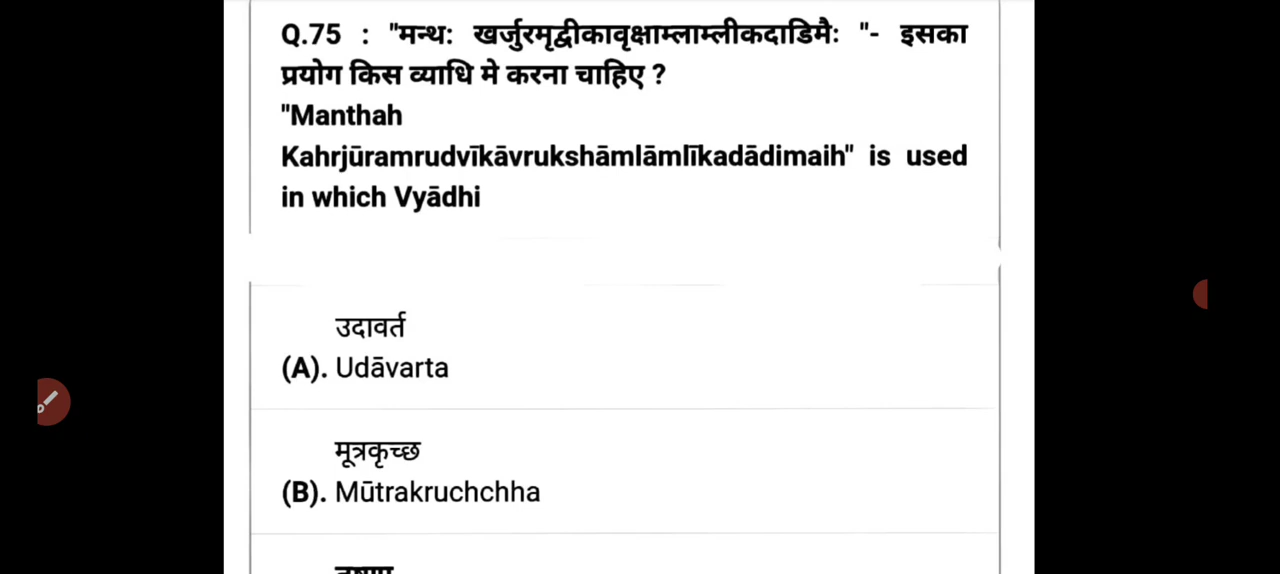 Q.75 : "मन्थ: खर्जुरमृद्वीकावृक्षाम्लाम्लीकदाडिमैः "- इसका
प्रयोग किस व्याधि मे करना चाहिए ?
"Manthah
Kahrjūramrudvīkāvrukshāmlāmlīkadādimaih" is used
in which Vyādhi
उदावर्त
(A). Udāvarta
मूत्रकृच्छ
(B). Mūtrakruchchha